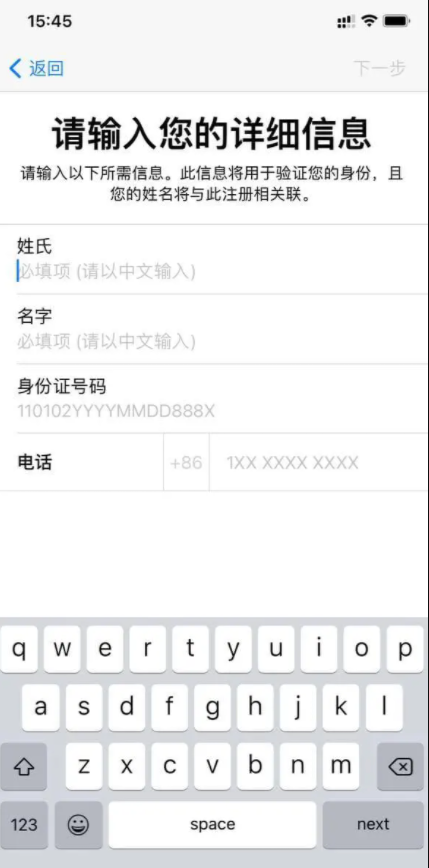 15:45
返回
下一步
请输入您的详细信息
请输入以下所需信息。此信息将用于验证您的身份，且
您的姓名将与此注册相关联。
姓氏
必填项 (请以中文输入)
名字
必填项 (请以中文输入)
身份证号码
110102YYYYMMDD888X
电话 +86 1XX XXXX XXXX
q w e r t y u i o p
a s d f g h j k l
z x c v b n m
123 space next